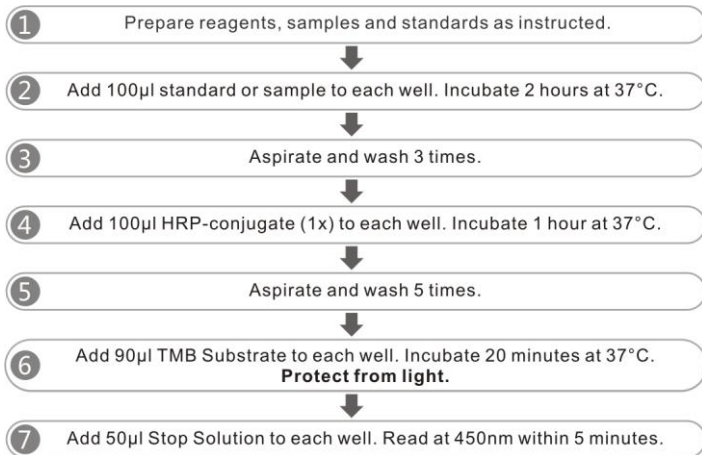 1 Prepare reagents, samples and standards as instructed.
2 Add 100μl standard or sample to each well. Incubate 2 hours at 37°C.
3 Aspirate and wash 3 times.
4 Add 100μl HRP-conjugate (1x) to each well. Incubate 1 hour at 37°C.
5 Aspirate and wash 5 times.
6 Add 90μl TMB Substrate to each well. Incubate 20 minutes at 37°C.
Protect from light.
7 Add 50μl Stop Solution to each well. Read at 450nm within 5 minutes.